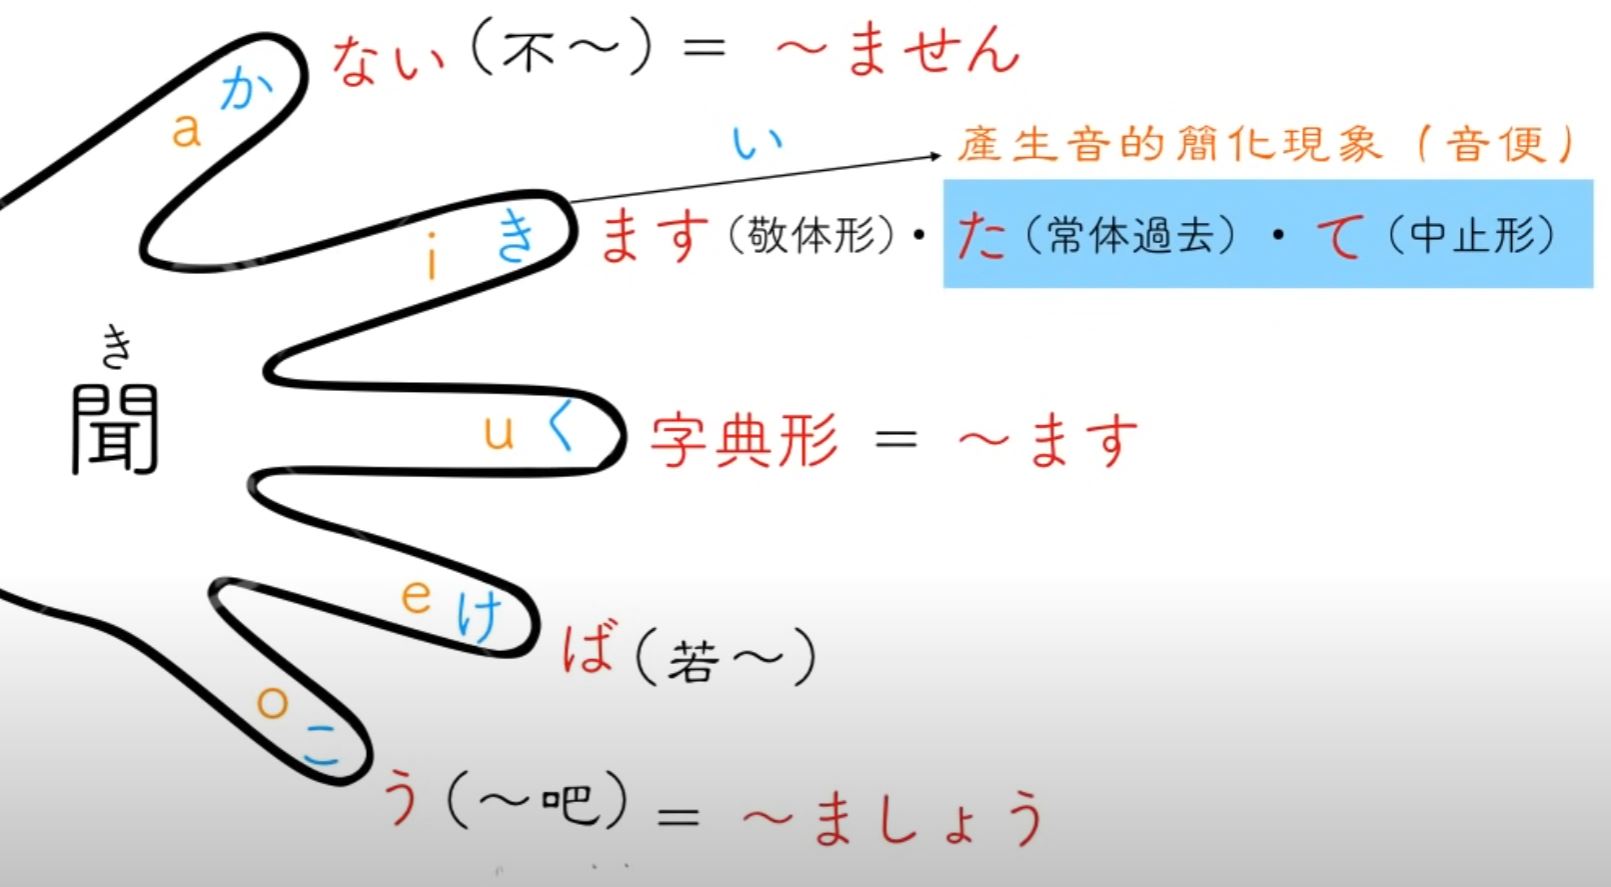 か a ない(不～) = ～ません
い 產生音的簡化現象(音便)
i き ます(敬体形)・た(常体過去)・て(中止形)
き
聞
u く 字典形 = ～ます
e け ば(若～)
o こ う(～吧) = ～ましょう